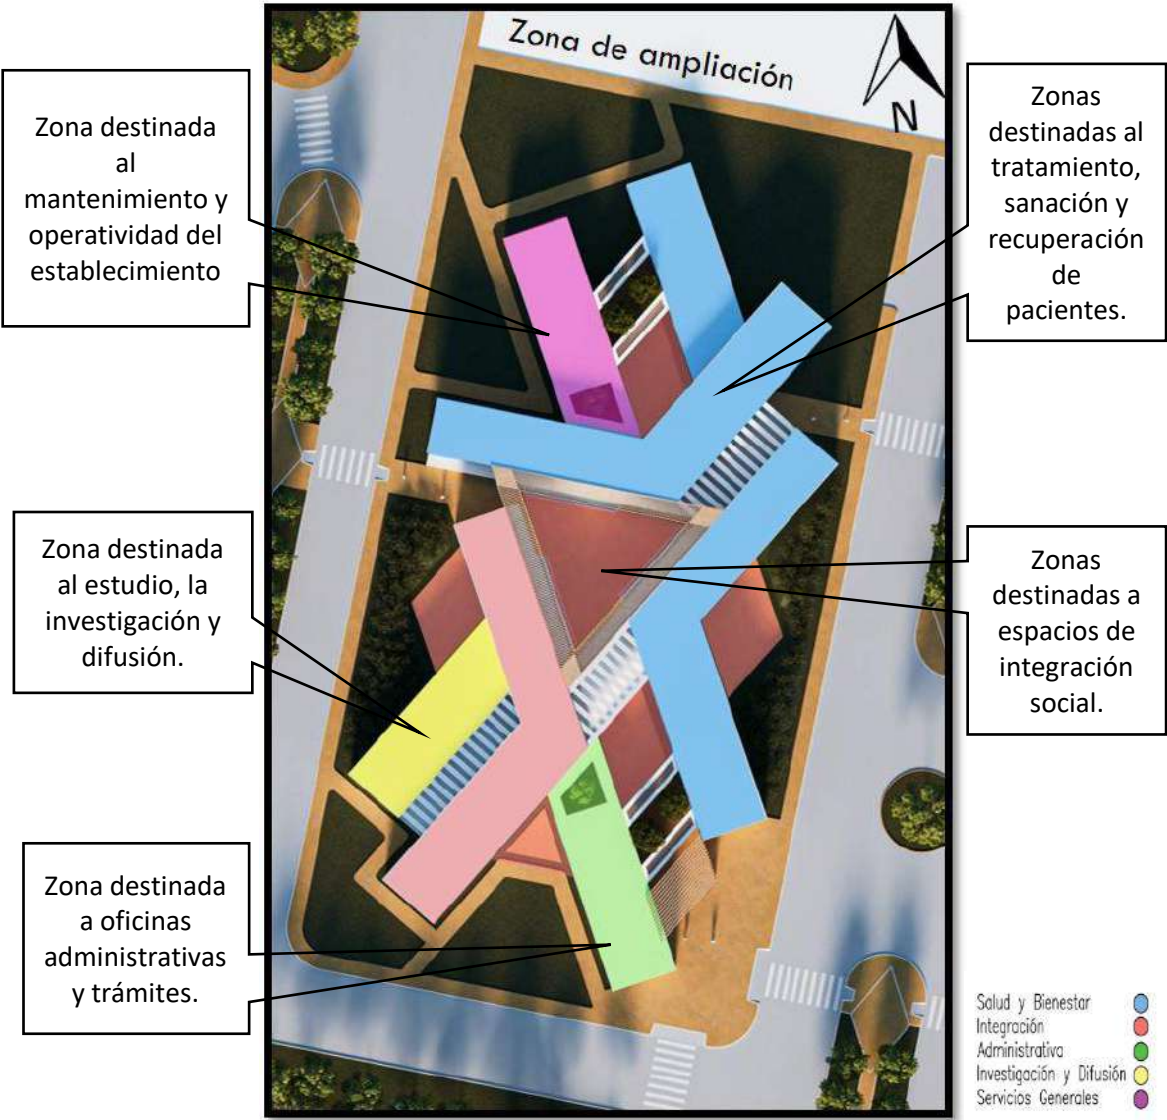 Zona de ampliación
N
Zona destinada
al
mantenimiento y
operatividad del
establecimiento
Zonas
destinadas al
tratamiento,
sanación y
recuperación
de
pacientes.
Zona destinada
al estudio, la
investigación y
difusión.
Zonas
destinadas a
espacios de
integración
social.
Zona destinada
a oficinas
administrativas
y trámites.
Salud y Bienestar
Integración
Administrativa
Investigación y Difusión
Servicios Generales